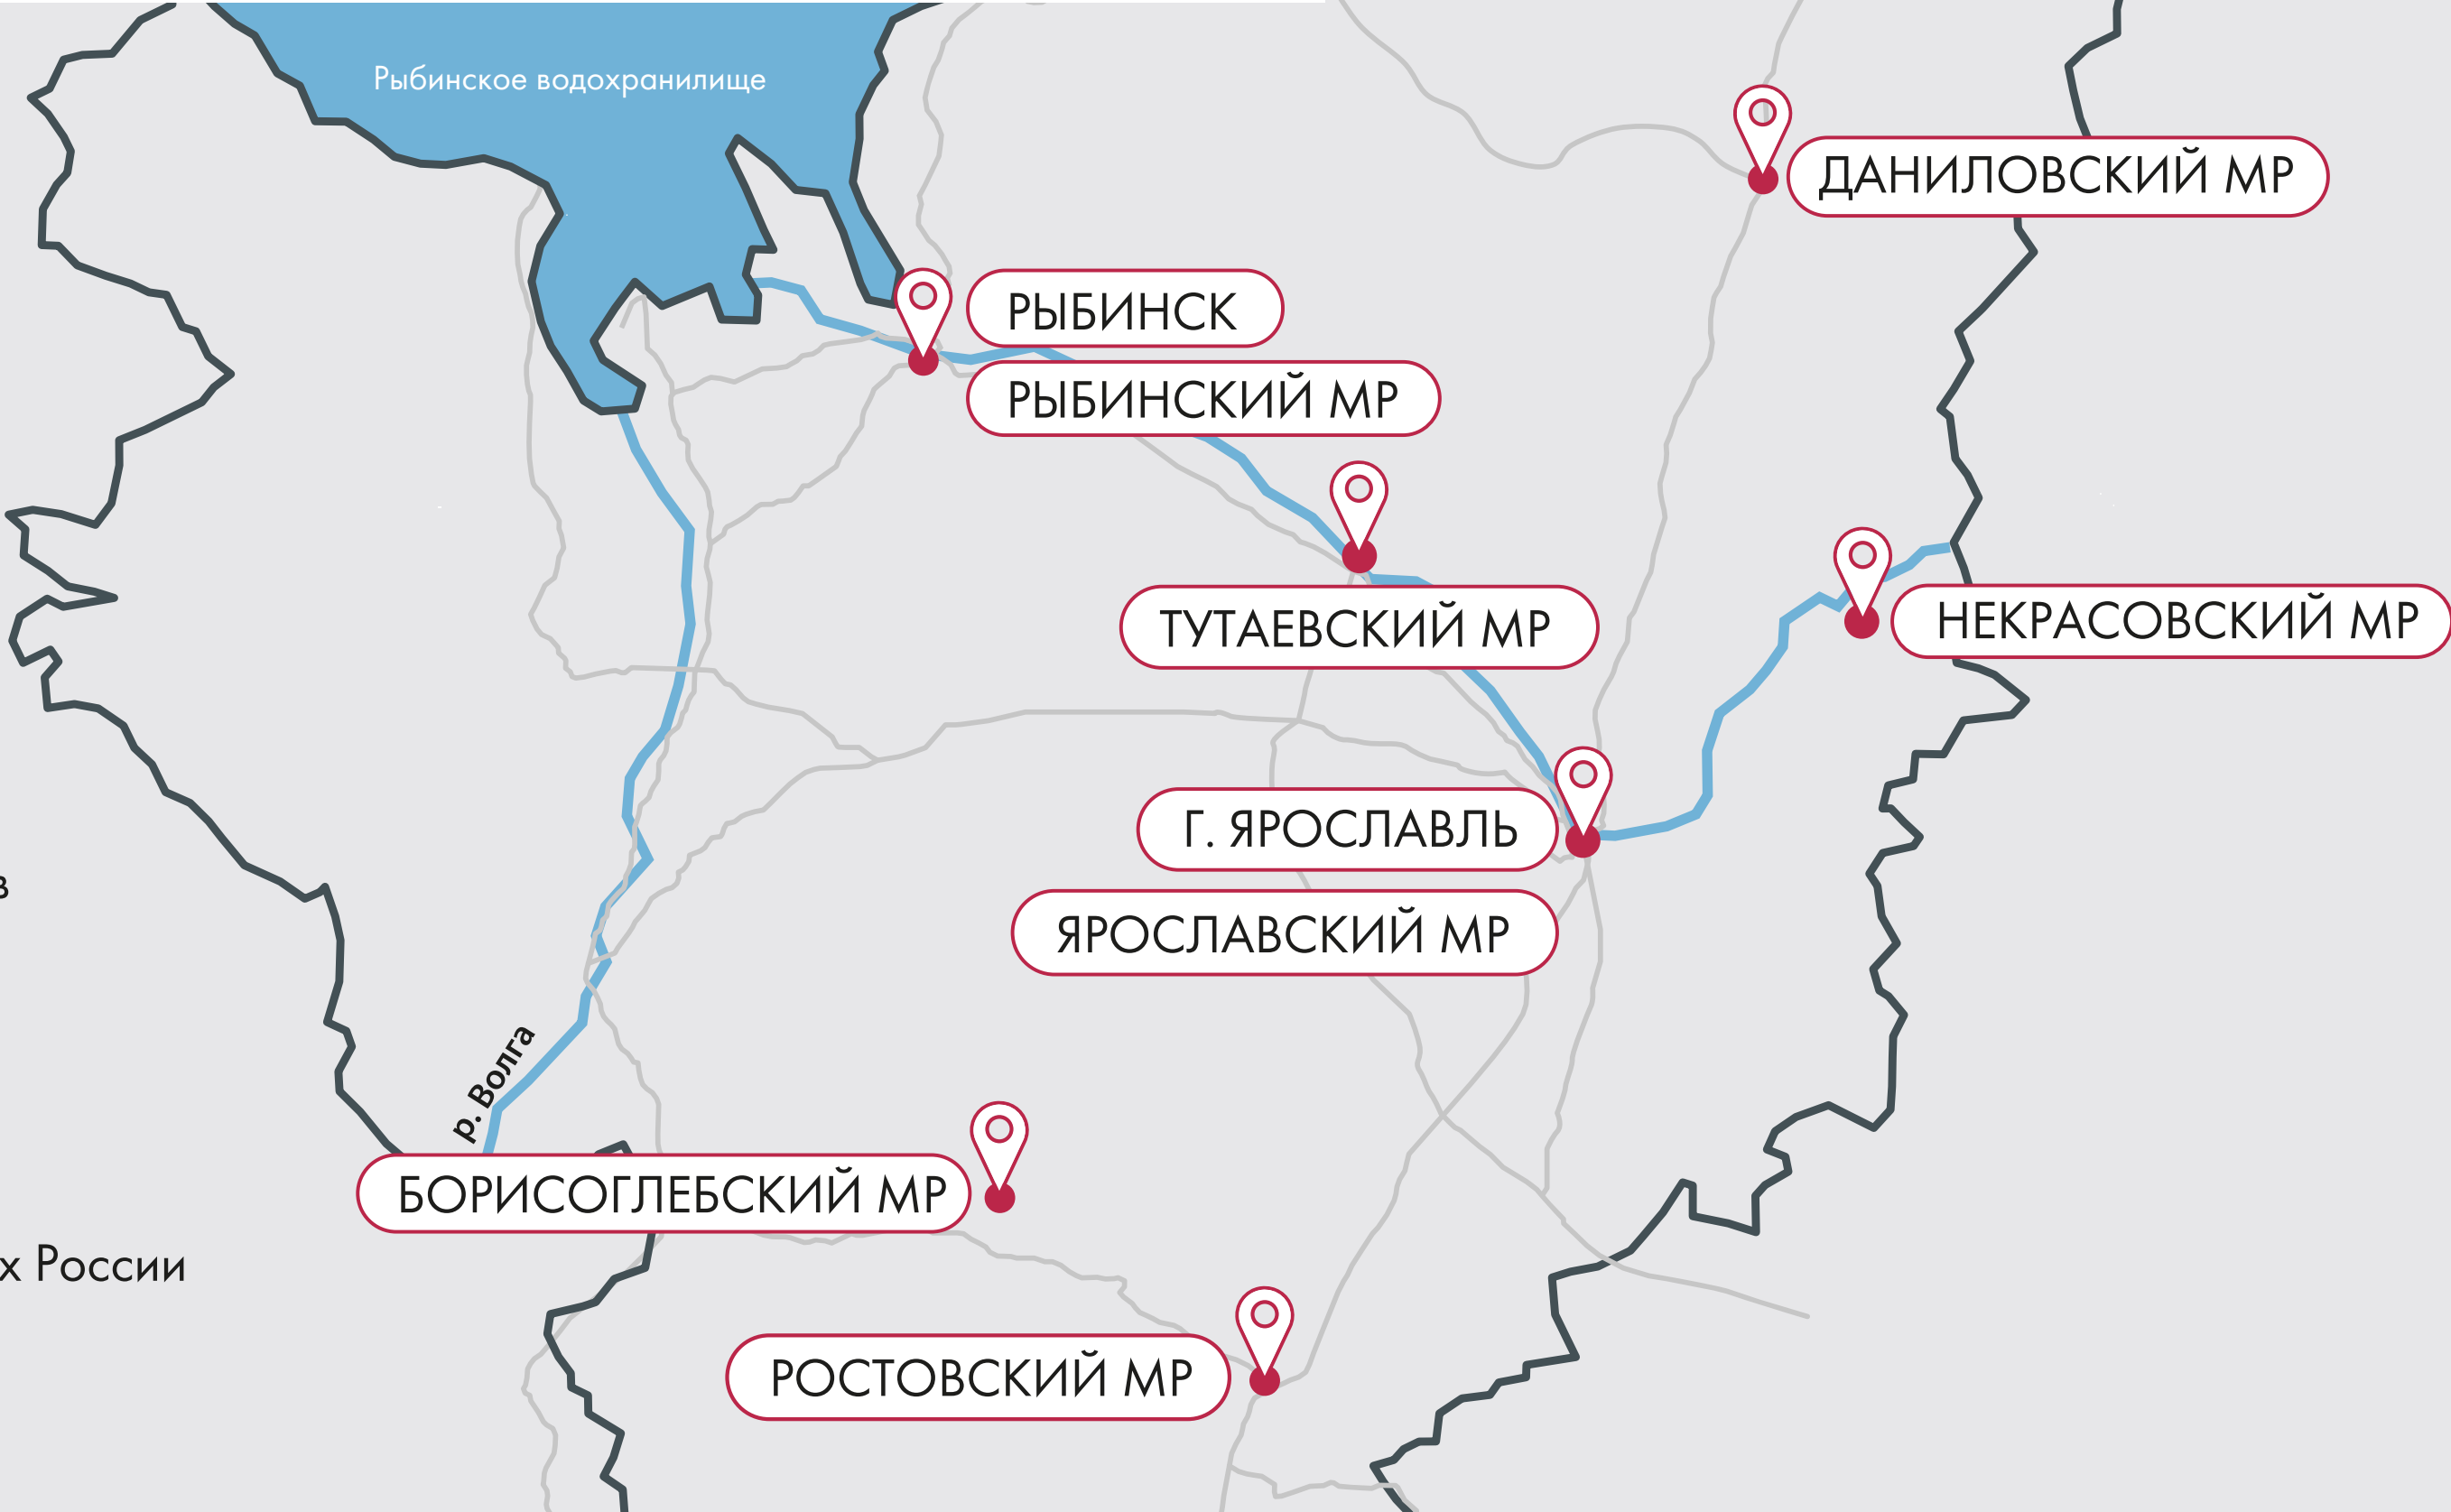 Рыбинское водохранилище
ДАНИЛОВСКИЙ МР
РЫБИНСК
РЫБИНСКИЙ МР
ТУТАЕВСКИЙ МР
НЕКРАСОВСКИЙ МР
Г. ЯРОСЛАВЛЬ
в
ЯРОСЛАВСКИЙ МР
р. Волга
БОРИСОГЛЕБСКИЙ МР
х России
РОСТОВСКИЙ МР